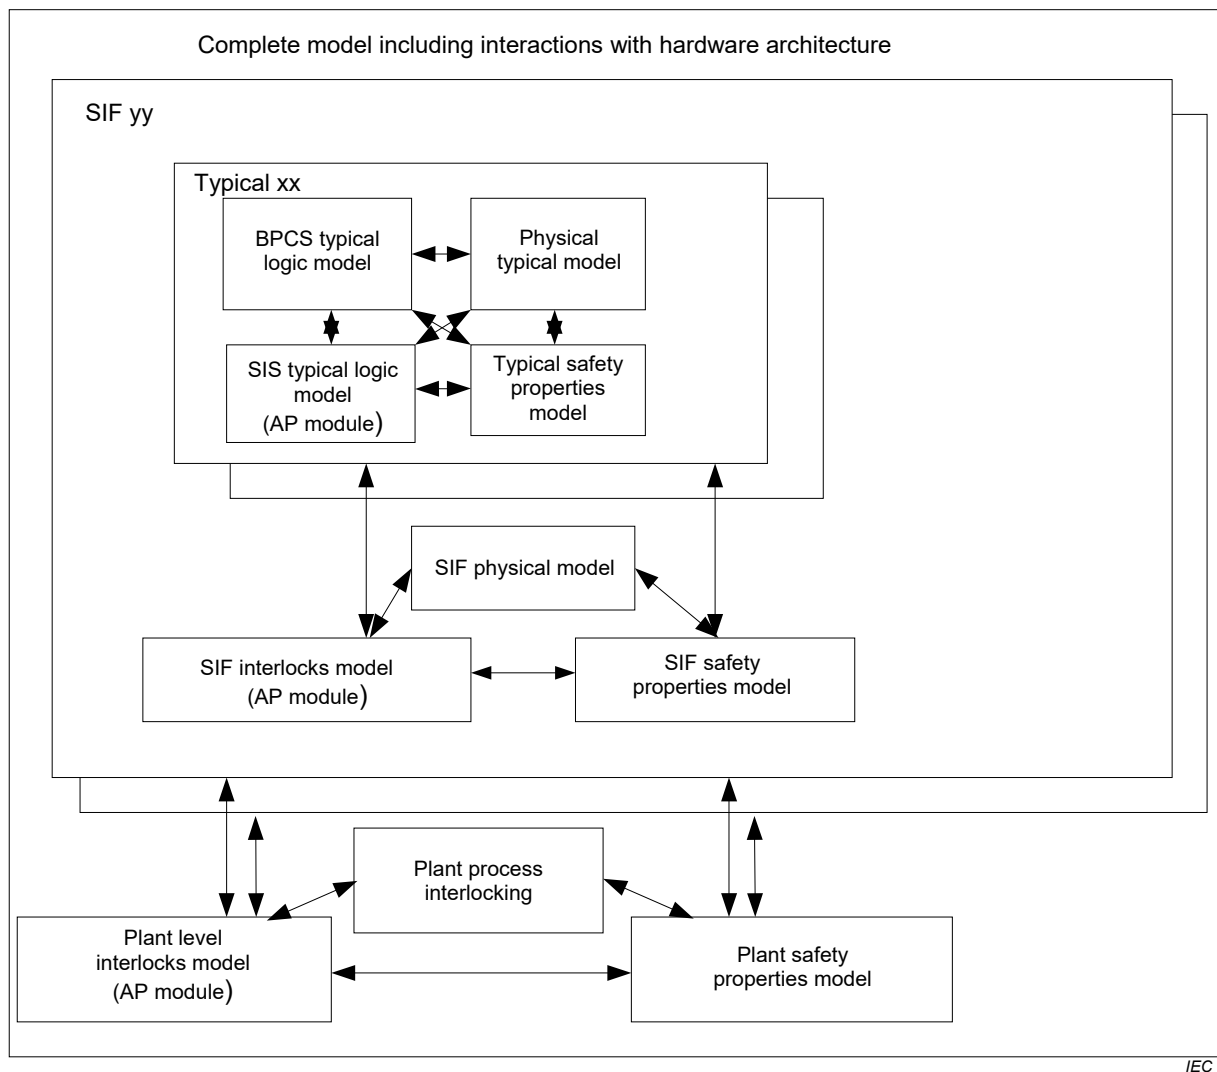 Complete model including interactions with hardware architecture
SIF yy
Typical xx
BPCS typical
logic model
Physical
typical model
SIS typical logic
model
(AP module)
Typical safety
properties
model
SIF physical model
SIF interlocks model
(AP module)
SIF safety
properties model
Plant process
interlocking
Plant level
interlocks model
(AP module)
Plant safety
properties model
IEC